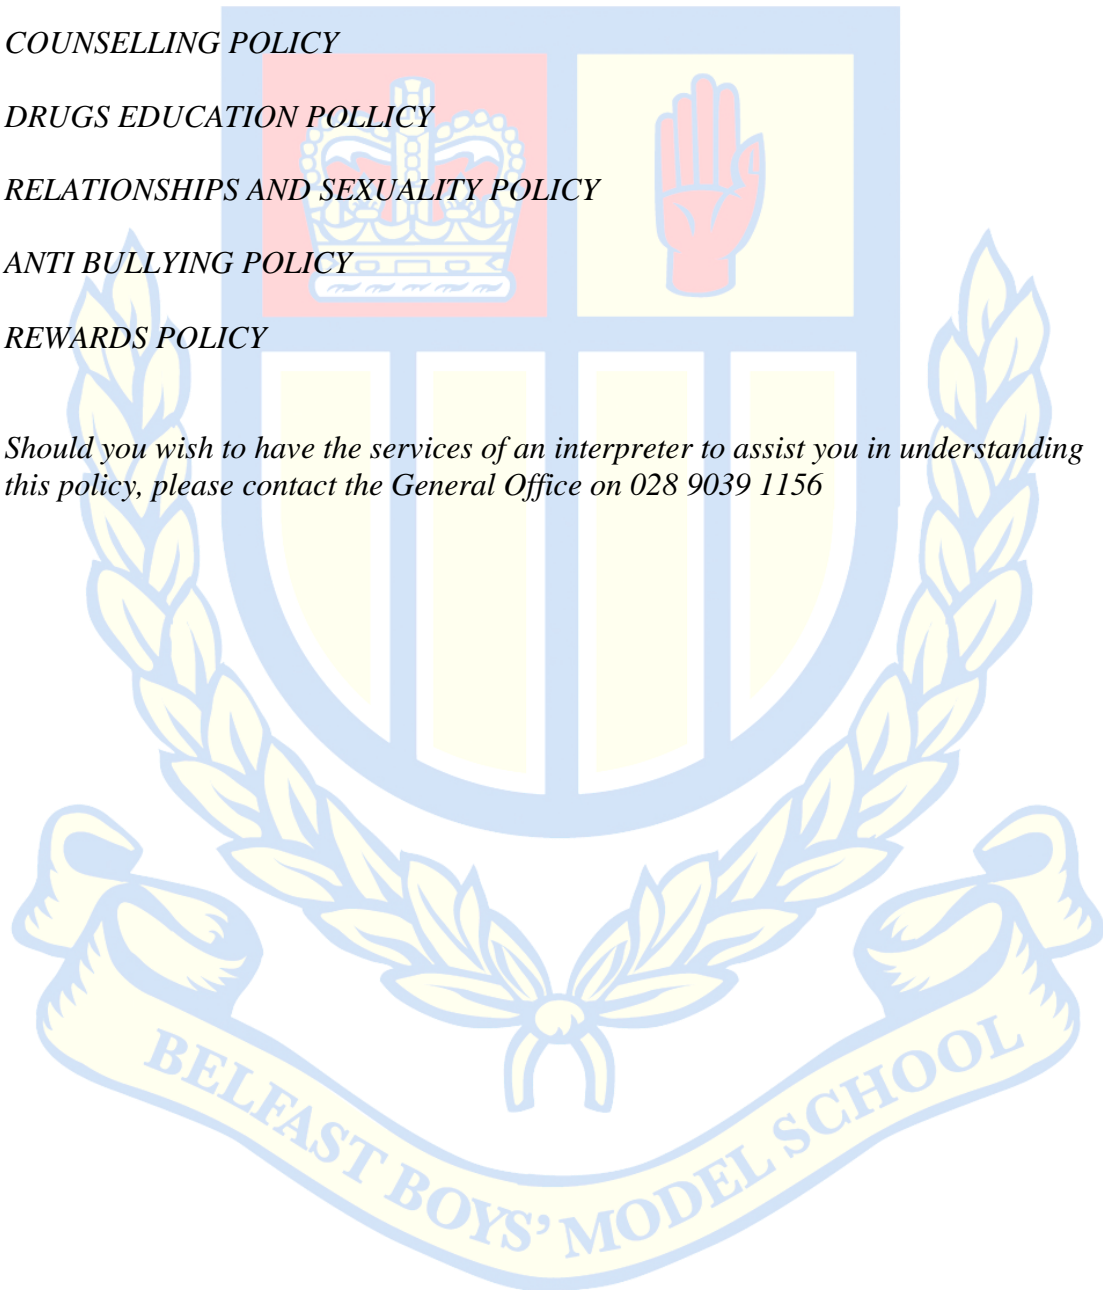 COUNSELLING POLICY
DRUGS EDUCATION POLLICY
RELATIONSHIPS AND SEXUALITY POLICY
ANTI BULLYING POLICY
REWARDS POLICY
Should you wish to have the services of an interpreter to assist you in understanding
this policy, please contact the General Office on 028 9039 1156
BELFAST BOYS' MODEL SCHOOL